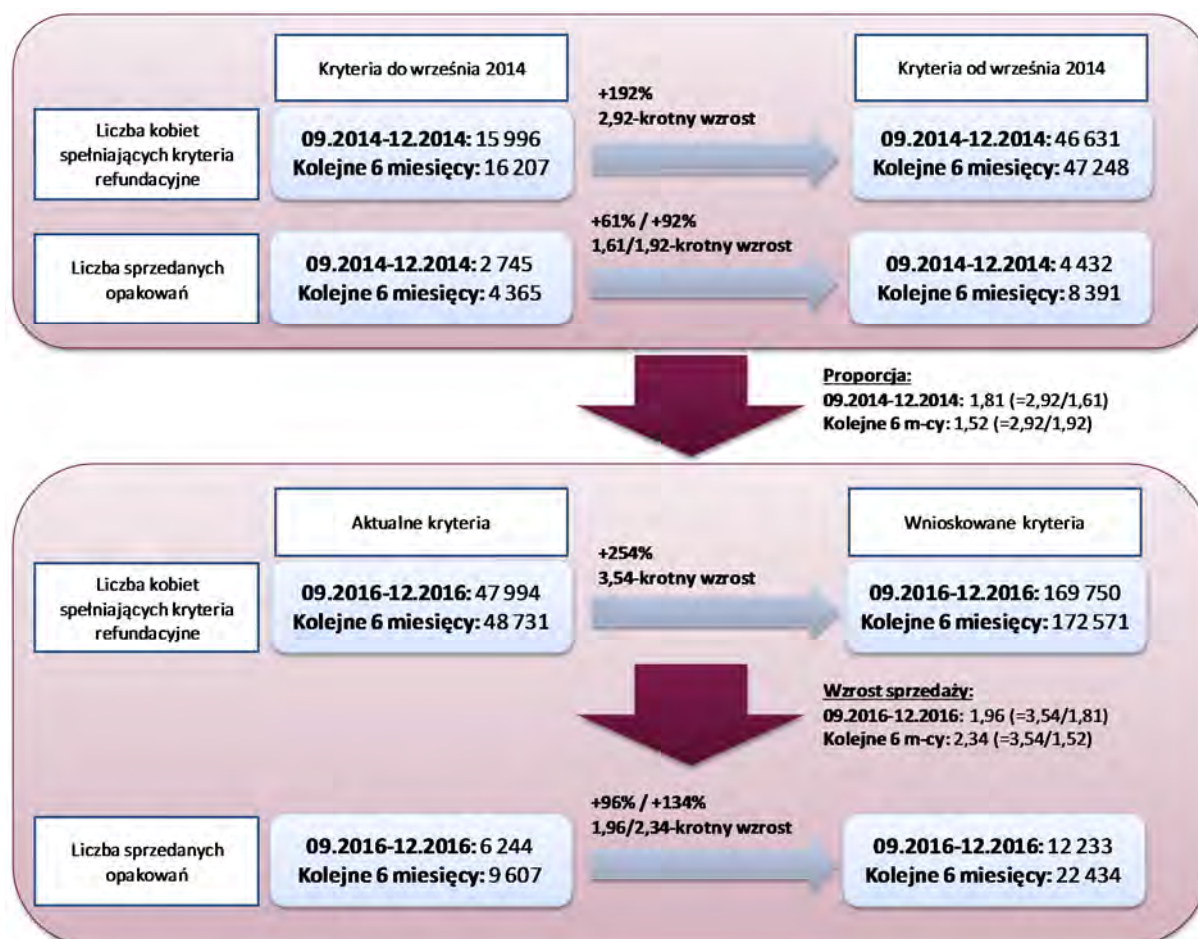 Kryteria do września 2014
Kryteria od września 2014
+192%
2,92-krotny wzrost
Liczba kobiet
spełniających kryteria
refundacyjne
09.2014-12.2014: 15 996
Kolejne 6 miesięcy: 16 207
09.2014-12.2014: 46 631
Kolejne 6 miesięcy: 47 248
+61% / +92%
1,61/1,92-krotny wzrost
Liczba sprzedanych
opakowań
09.2014-12.2014: 2 745
Kolejne 6 miesięcy: 4 365
09.2014-12.2014: 4 432
Kolejne 6 miesięcy: 8 391
Proporcja:
09.2014-12.2014: 1,81 (=2,92/1,61)
Kolejne 6 m-cy: 1,52 (=2,92/1,92)
Aktualne kryteria
Wnioskowane kryteria
+254%
3,54-krotny wzrost
Liczba kobiet
spełniających kryteria
refundacyjne
09.2016-12.2016: 47 994
Kolejne 6 miesięcy: 48 731
09.2016-12.2016: 169 750
Kolejne 6 miesięcy: 172 571
Wzrost sprzedaży:
09.2016-12.2016: 1,96 (=3,54/1,81)
Kolejne 6 m-cy: 2,34 (=3,54/1,52)
+96% / +134%
1,96/2,34-krotny wzrost
Liczba sprzedanych
opakowań
09.2016-12.2016: 6 244
Kolejne 6 miesięcy: 9 607
09.2016-12.2016: 12 233
Kolejne 6 miesięcy: 22 434